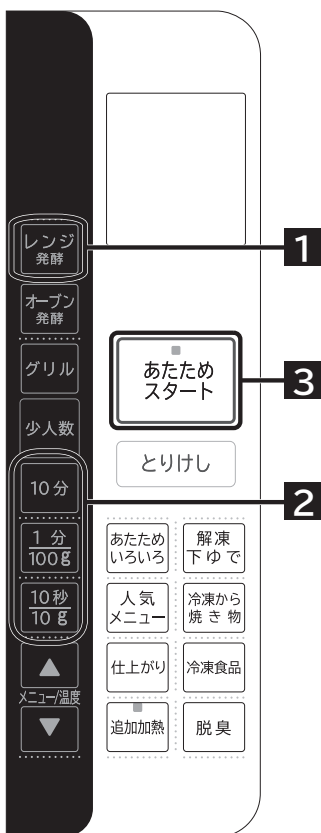 レンジ
発酵
1
オーブン
発酵
グリル
あたため
スタート
3
少人数
とりけし
10分
2
1分
100g
あたため
いろいろ
解凍
下ゆで
10秒
10g
人気
メニュー
冷凍から
焼き物
▲
メニュー/温度
▼
仕上がり
冷凍食品
追加加熱
脱臭